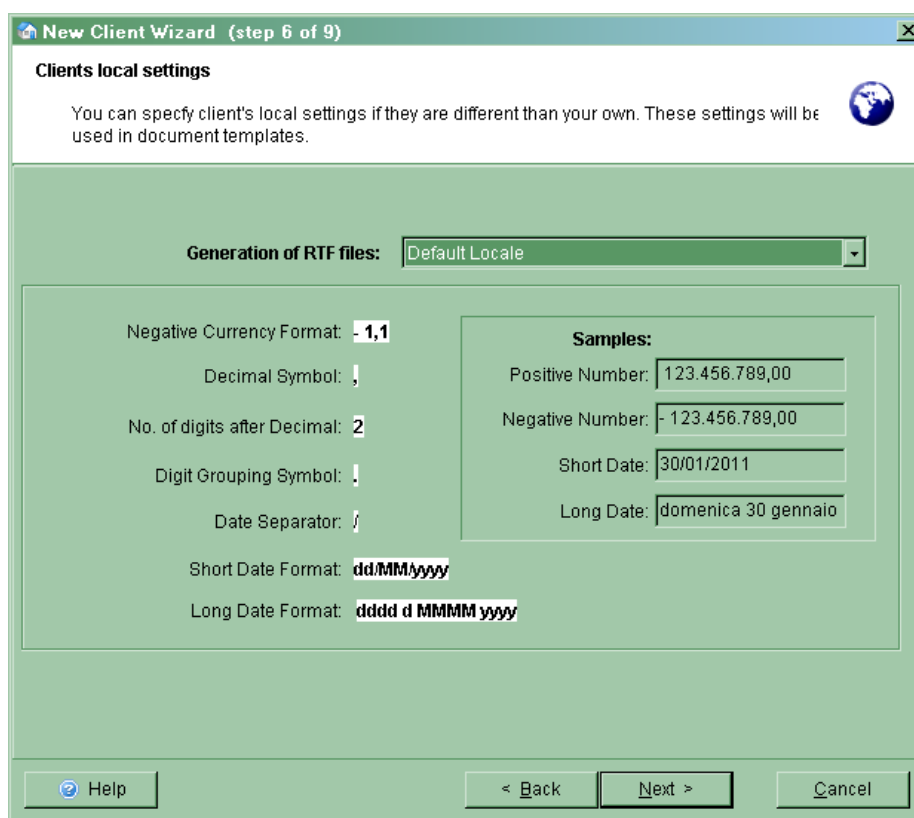 New Client Wizard (step 6 of 9)
Clients local settings
You can specfy client's local settings if they are different than your own. These settings will be
used in document templates.
Generation of RTF files: Default Locale
Negative Currency Format: - 1,1
Decimal Symbol: ,
No. of digits after Decimal: 2
Digit Grouping Symbol: .
Date Separator: /
Short Date Format: dd/MM/yyyy
Long Date Format: dddd d MMMM yyyy
Samples:
Positive Number: 123.456.789,00
Negative Number: - 123.456.789,00
Short Date: 30/01/2011
Long Date: domenica 30 gennaio
Help
< Back
Next >
Cancel